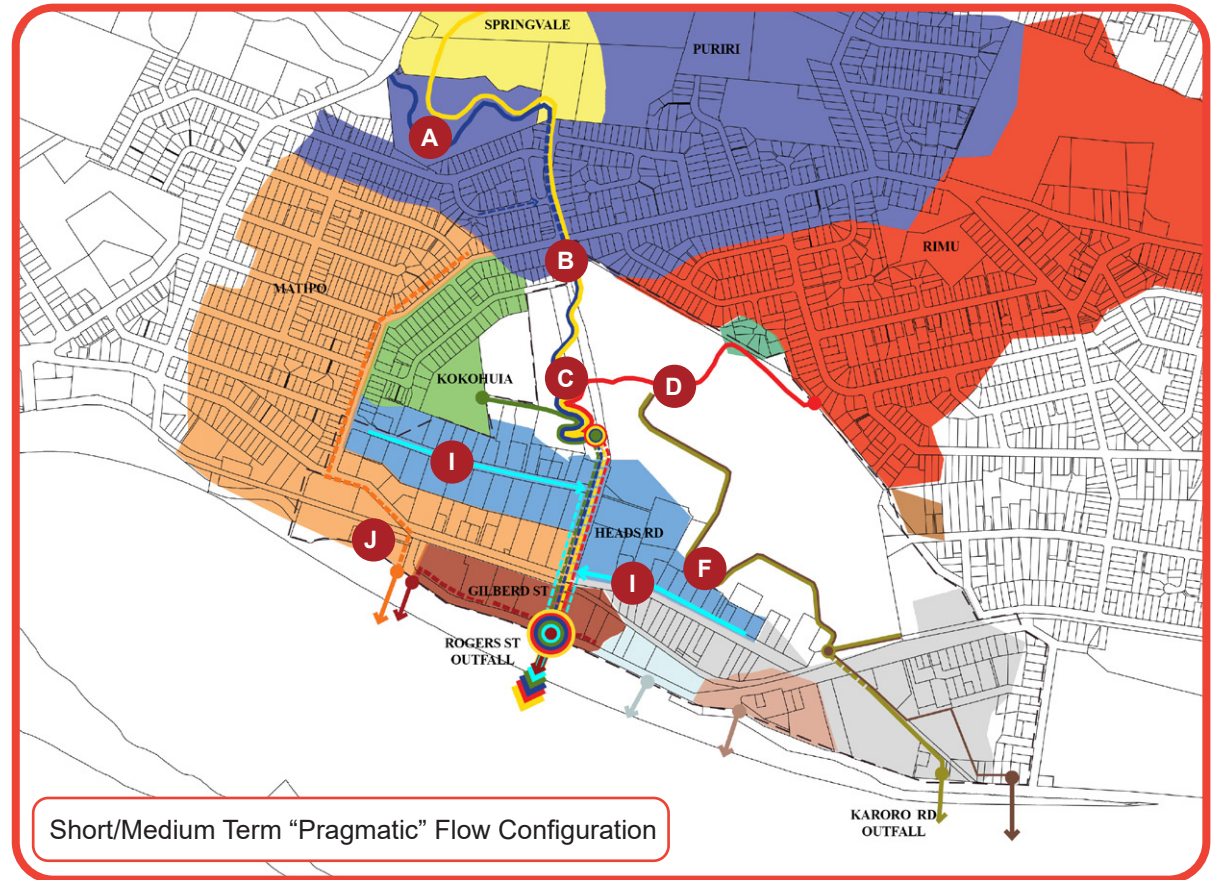 SPRINGVALE
PURIRI
A
RIMU
B
MATIPO
C
D
KOKOHUIA
I
HEADS RD
J
F
I
GILBERD ST
ROGERS ST
OUTFALL
KARORO RD
OUTFALL
Short/Medium Term “Pragmatic” Flow Configuration